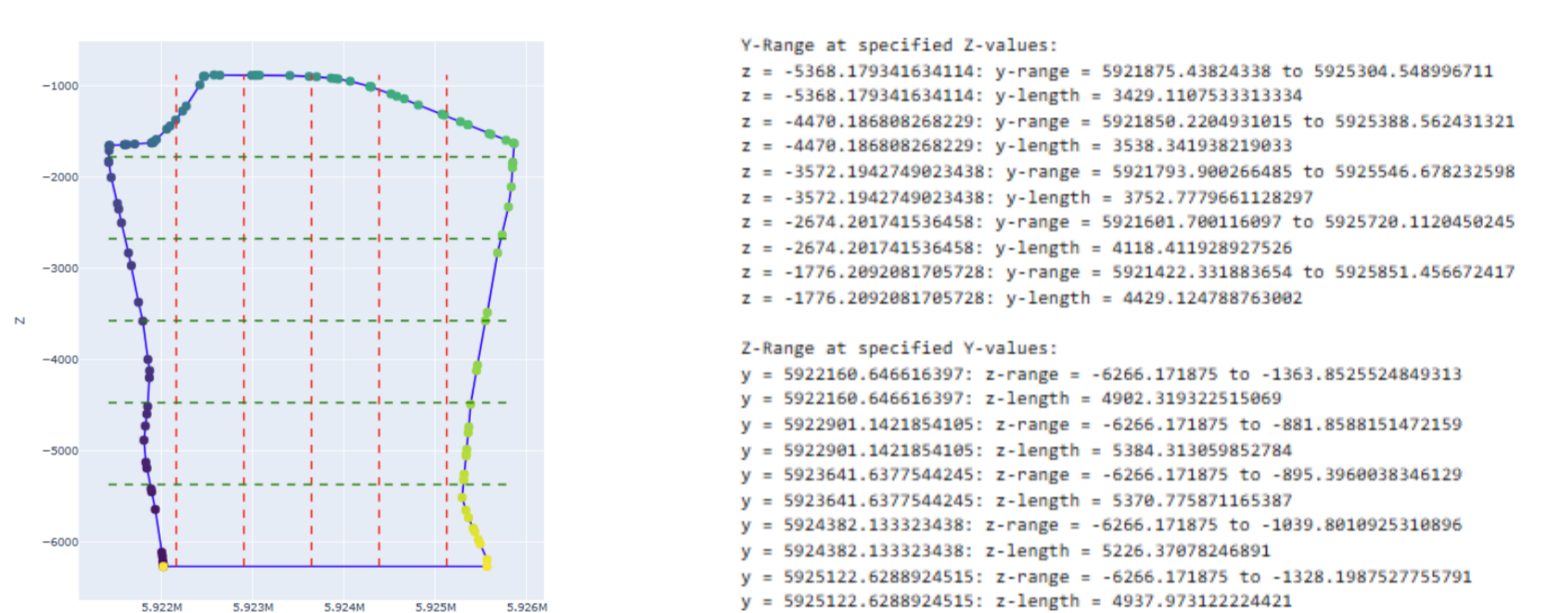 -1000
-2000
-3000
-4000
-5000
-6000
Z
5.922M 5.923M 5.924M 5.925M 5.926M
Y-Range at specified Z-values:
z = -5368.179341634114: y-range = 5921875.43824338 to 5925304.548996711
z = -5368.179341634114: y-length = 3429.1107533313334
z = -4470.186808268229: y-range = 5921850.2204931015 to 5925388.562431321
z = -4470.186808268229: y-length = 3538.341938219033
z = -3572.1942749023438: y-range = 5921793.900266485 to 5925546.678232598
z = -3572.1942749023438: y-length = 3752.7779661128297
z = -2674.201741536458: y-range = 5921601.700116097 to 5925720.1120450245
z = -2674.201741536458: y-length = 4118.411928927526
z = -1776.2092081705728: y-range = 5921422.331883654 to 5925851.456672417
z = -1776.2092081705728: y-length = 4429.124788763002
Z-Range at specified Y-values:
y = 5922160.646616397: z-range = -6266.171875 to -1363.8525524849313
y = 5922160.646616397: z-length = 4902.319322515069
y = 5922901.1421854105: z-range = -6266.171875 to -881.8588151472159
y = 5922901.1421854105: z-length = 5384.313059852784
y = 5923641.6377544245: z-range = -6266.171875 to -895.3960038346129
y = 5923641.6377544245: z-length = 5370.775871165387
y = 5924382.133323438: z-range = -6266.171875 to -1039.8010925310896
y = 5924382.133323438: z-length = 5226.37078246891
y = 5925122.6288924515: z-range = -6266.171875 to -1328.1987527755791
y = 5925122.6288924515: z-length = 4937.973122224421